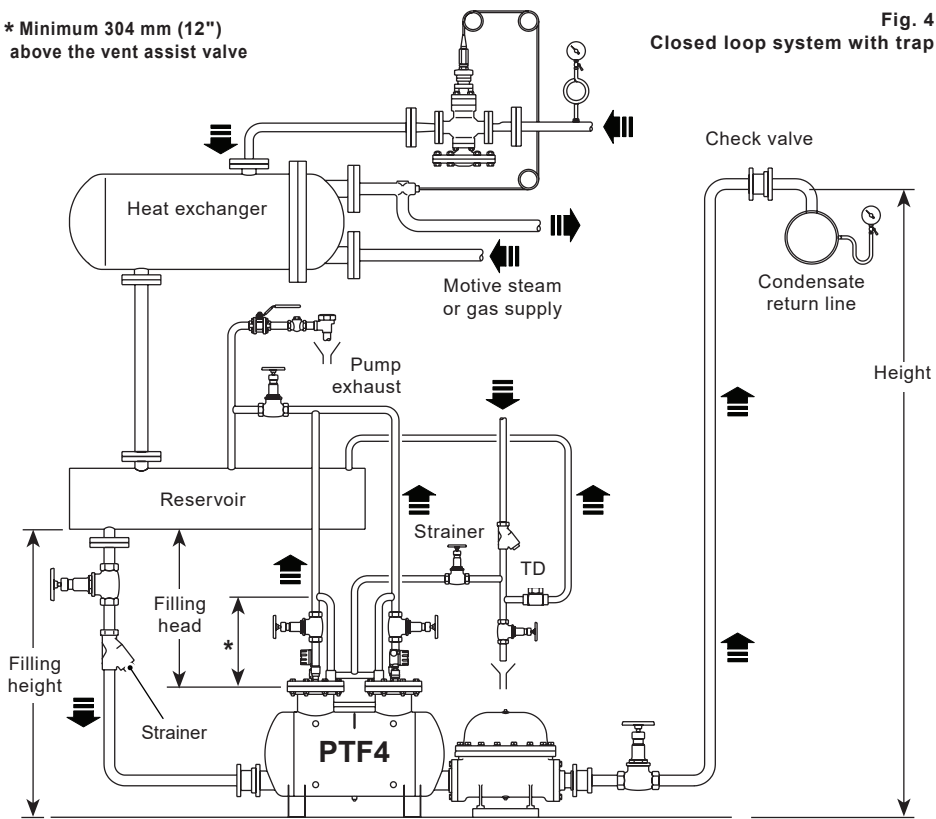 * Minimum 304 mm (12")
above the vent assist valve
Fig. 4
Closed loop system with trap
Check valve
Heat exchanger
Motive steam
or gas supply
Condensate
return line
Pump
exhaust
Height
Reservoir
Strainer
TD
Filling
head
*
Filling
height
Strainer
PTF4